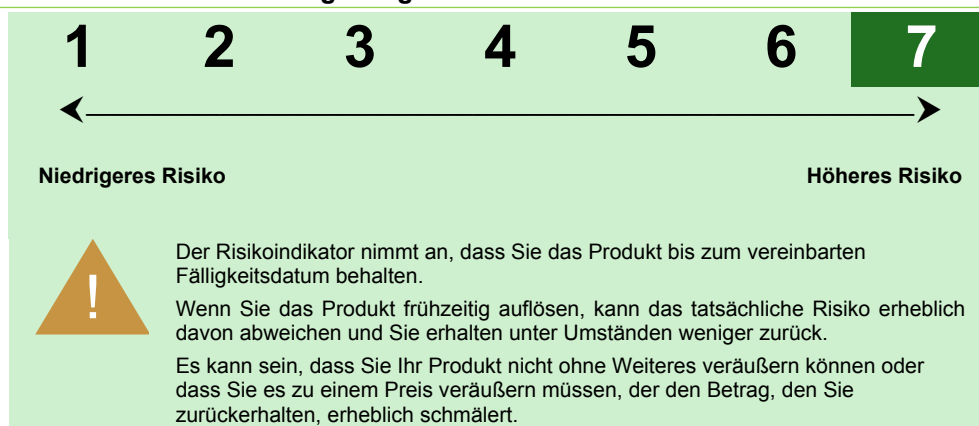 1 2 3 4 5 6 7
Niedrigeres Risiko Höheres Risiko
!
Der Risikoindikator nimmt an, dass Sie das Produkt bis zum vereinbarten
Fälligkeitsdatum behalten.
Wenn Sie das Produkt frühzeitig auflösen, kann das tatsächliche Risiko erheblich
davon abweichen und Sie erhalten unter Umständen weniger zurück.
Es kann sein, dass Sie Ihr Produkt nicht ohne Weiteres veräußern können oder
dass Sie es zu einem Preis veräußern müssen, der den Betrag, den Sie
zurückerhalten, erheblich schmälert.